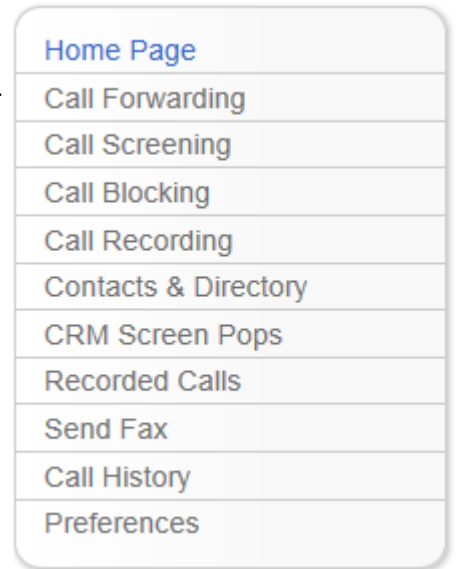 Home Page
Call Forwarding
Call Screening
Call Blocking
Call Recording
Contacts & Directory
CRM Screen Pops
Recorded Calls
Send Fax
Call History
Preferences